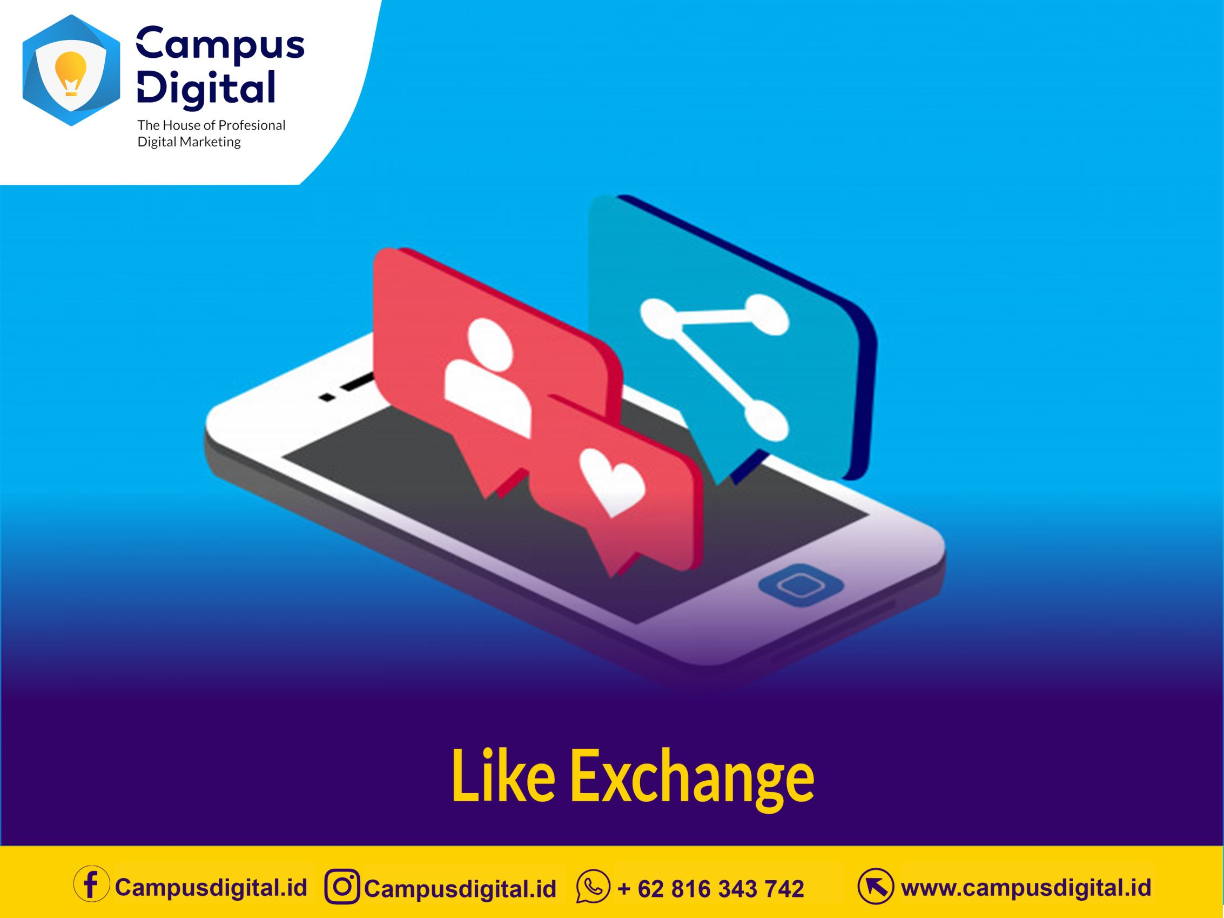 Campus
Digital
The House of Profesional
Digital Marketing
Like Exchange
Campusdigital.id Campusdigital.id + 62 816 343 742 www.campusdigital.id